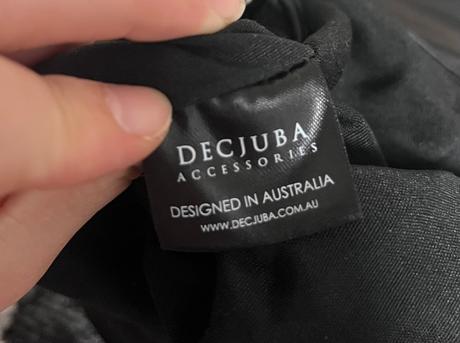 DECJUBA
ACCESSORIES
DESIGNED IN AUSTRALIA
WWW.DECJUBA.COM.AU